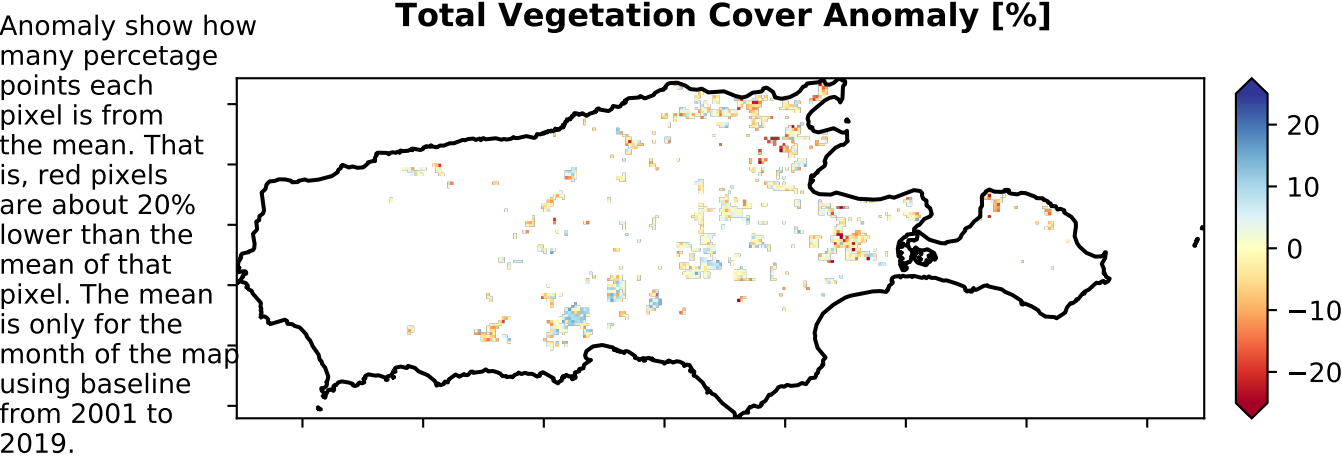 Total Vegetation Cover Anomaly [%]
Anomaly show how
many percetage
points each
pixel is from
the mean. That
is, red pixels
are about 20%
lower than the
mean of that
pixel. The mean
is only for the
month of the map
using baseline
from 2001 to
2019.
20
10
0
−10
−20